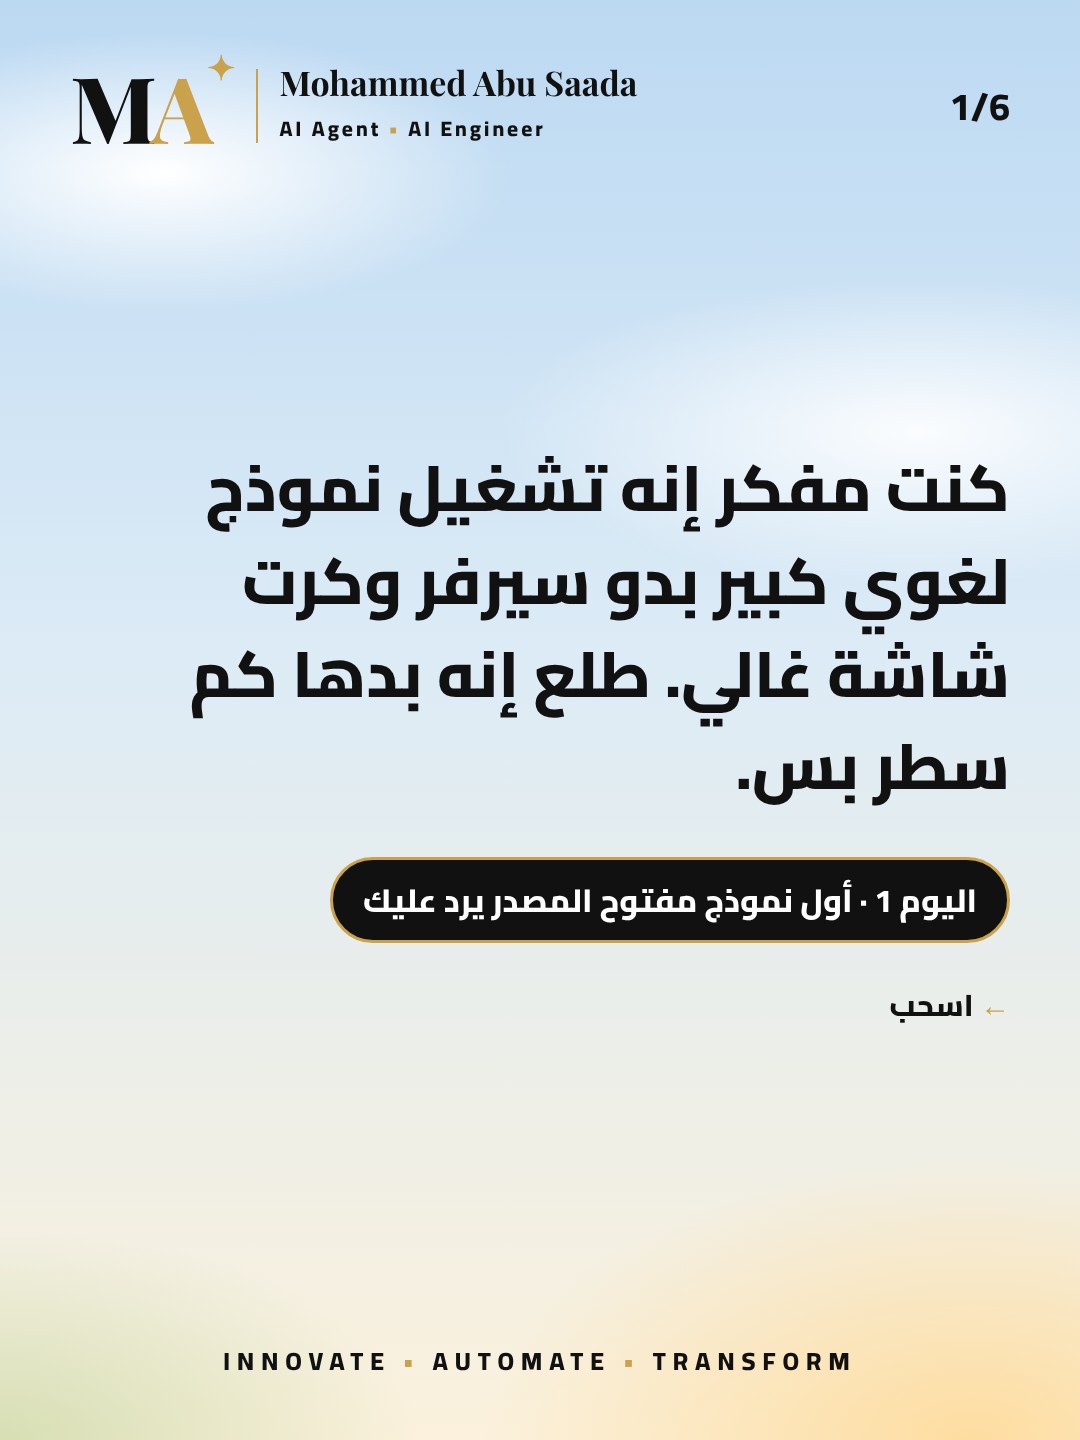 MA
Mohammed Abu Saada
AI Agent ▪ AI Engineer
1/6
كنت مفكر إنه تشغيل نموذج
لغوي كبير بدو سيرفر وكرت
شاشة غالي. طلع إنه بدها كم
سطر بس.
اليوم 1 · أول نموذج مفتوح المصدر يرد عليك
← اسحب
INNOVATE ▪ AUTOMATE ▪ TRANSFORM